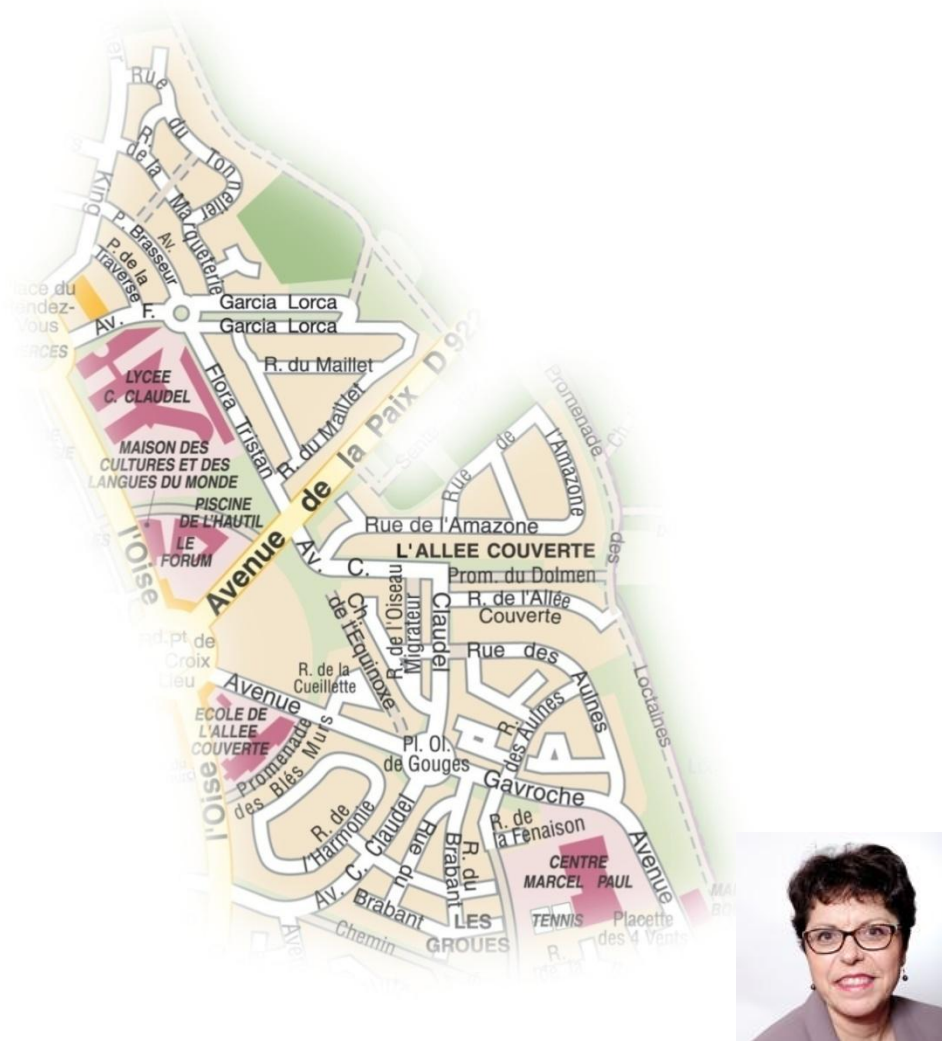 Rue
du
Tonnelier
R.
de la
Marqueterie
King
P. Brasseur
Av.
P. de la
Traverse
Av.
F.
Garcia Lorca
Garcia Lorca
R. du Maillet
R. du Maillet
LYCEE
C. CLAUDEL
Flora Tristan
MAISON DES
CULTURES ET DES
LANGUES DU MONDE
PISCINE
DE L'HAUTIL
LE
FORUM
l'Oise
Avenue de la Paix D 922
Rue de
l'Amazone
Rue de l'Amazone
Promenade
des
Loctaines
L'ALLEE COUVERTE
Av.
C.
Claudel
Prom. du Dolmen
R. de l'Allée
Couverte
R. de l'Oiseau
Migrateur
Ch.
de l'Equinoxe
Rue des
Aulnes
R.
des Aulnes
R. de la
Cueillette
Avenue
ECOLE DE
L'ALLEE
COUVERTE
Promenade
des Blés Murs
l'Oise
Pl. Ol.
de Gouges
Gavroche
Avenue
R. de
l'Harmonie
Av. C.
Claudel
Rue du
Brabant
R. du
Brabant
R. de
la Fenaison
CENTRE
MARCEL PAUL
TENNIS
Placette
des 4 Vents
LES
GROUES
Chemin
R.